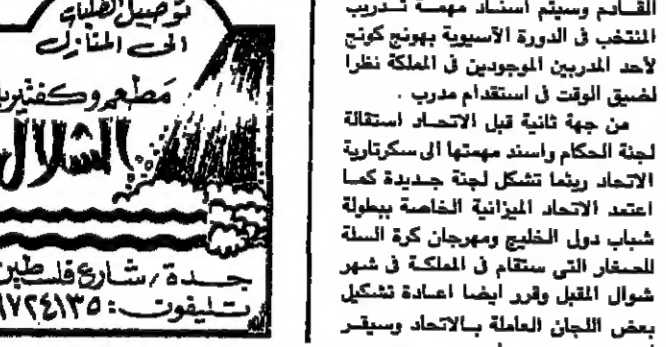 القادم وسيتم اسناد مهمة تدريب
المنتخب في الدورة الآسيوية بهونج كونج
لأحد المدربين الموجودين في المملكة نظرا
لضيق الوقت في استقدام مدرب .
من جهة ثانية قبل الاتحاد استقالة
لجنة الحكام واسند مهمتها الى سكرتارية
الاتحاد ريثما تشكل لجنة جديدة كما
اعتمد الاتحاد الميزانية الخاصة ببطولة
شباب دول الخليج ومهرجان كرة السلة
للصغار التي ستقام في المملكة في شهر
شوال المقبل وقرر ايضا اعادة تشكيل
بعض اللجان العاملة بالاتحاد وسيقر
توصيل الطلبات
الى المنازل
مطعم وكفتيريا
الشلال
جدة / شارع فلسطين
تليفون : ٦٧٢٤١٣٥